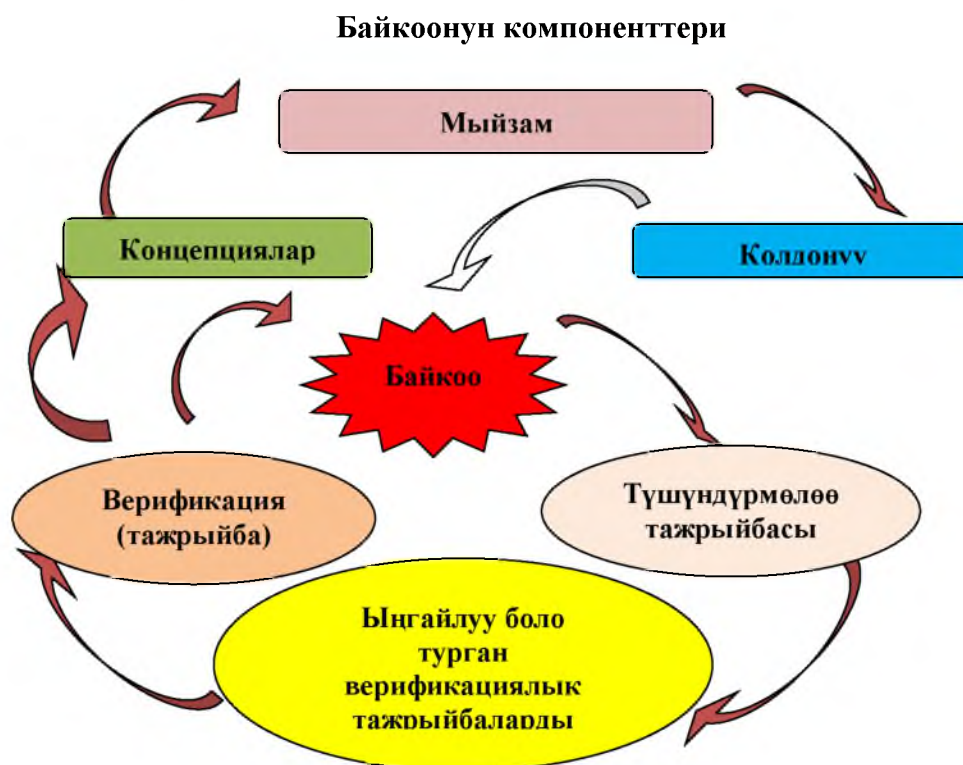 Байкоонун компоненттери
Мыйзам
Концепциялар
Колдонуу
Байкоо
Верификация
(тажрыйба)
Түшүндүрмөлөө
тажрыйбасы
Ыңгайлуу боло
турган
верификациялык
тажрыйбаларды